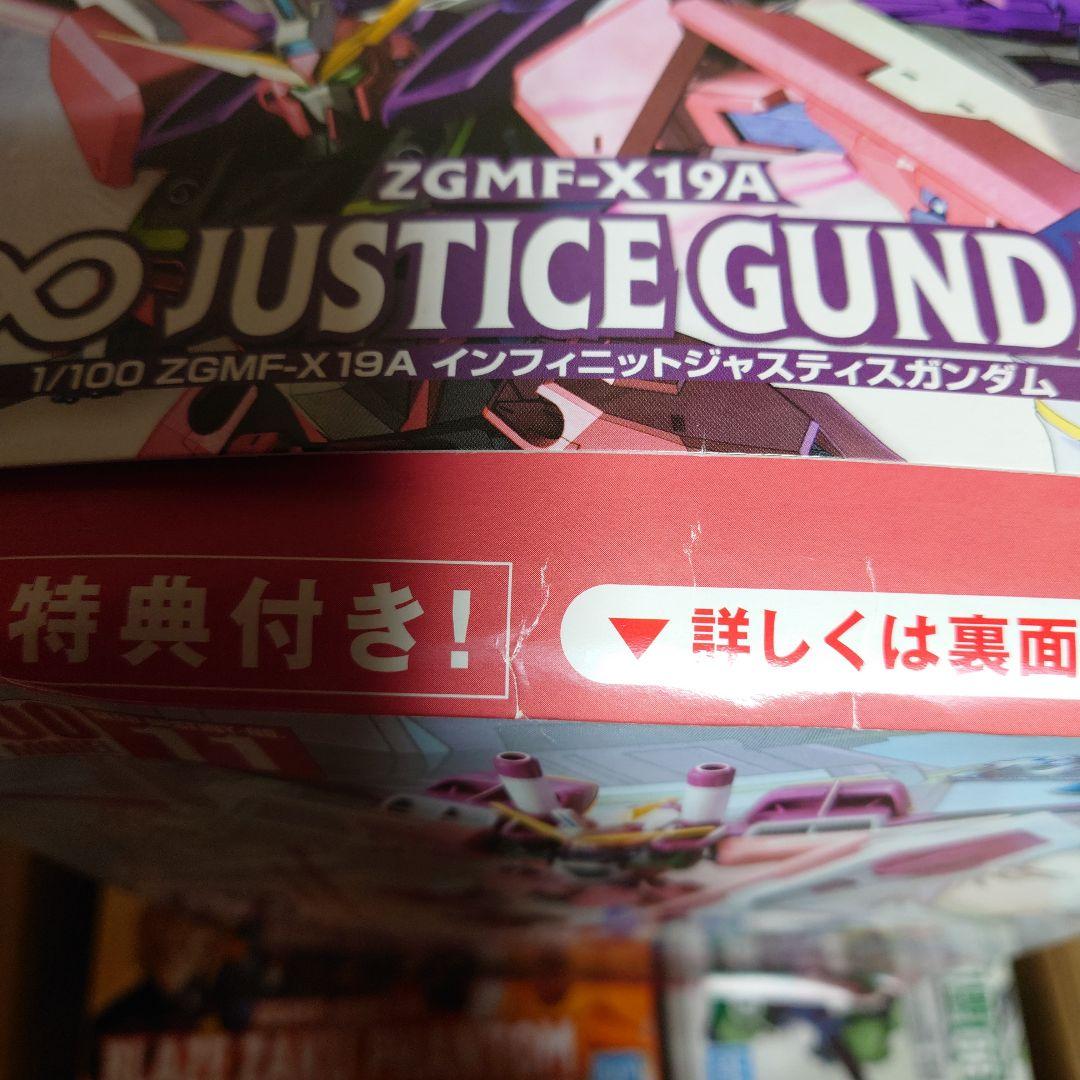 ZGMF-X19A
∞ JUSTICE GUND
1/100 ZGMF-X19A インフィニットジャスティスガンダム
特典付き!
▼詳しくは裏面
11